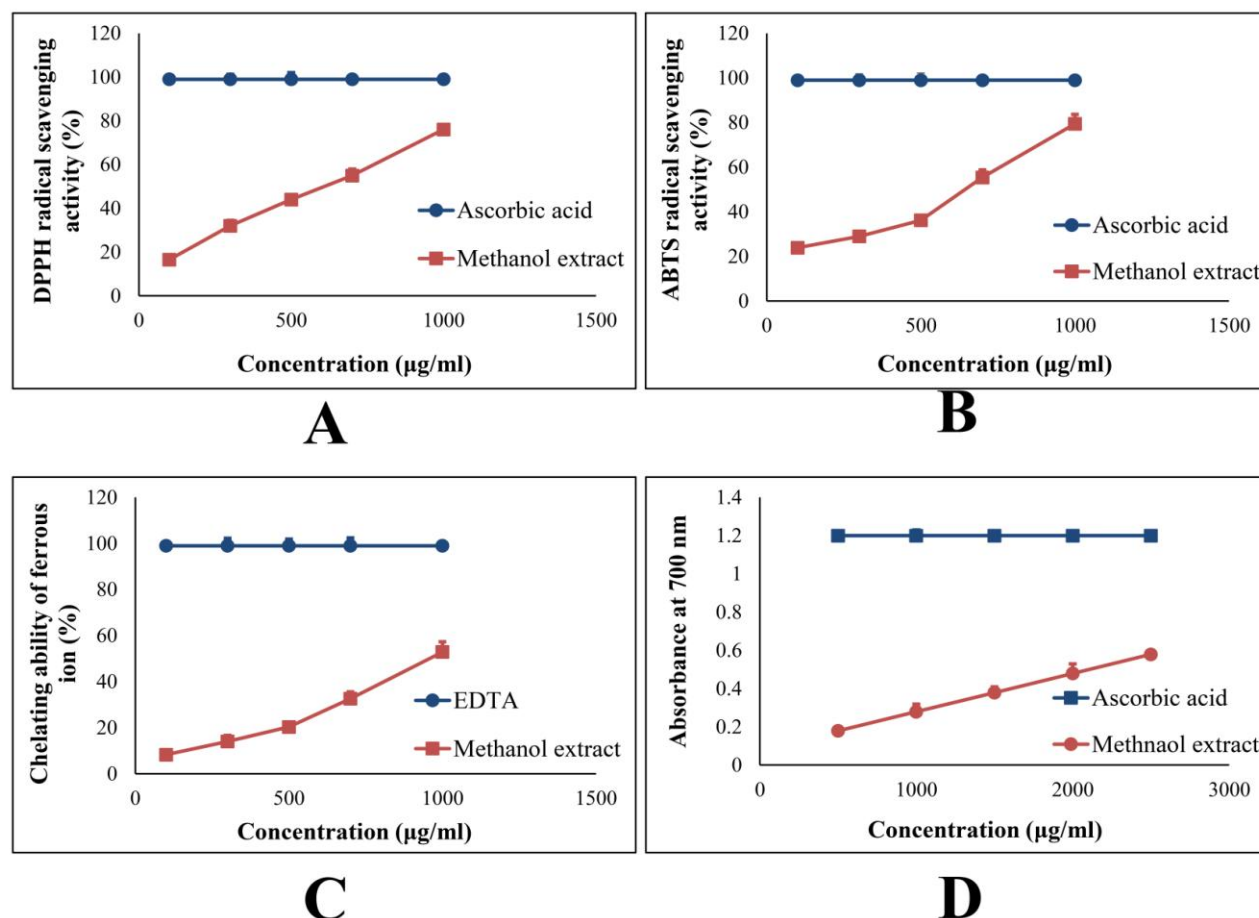 120
100
80
60
40
20
0
DPPH radical scavenging
activity (%)
Ascorbic acid
Methanol extract
0
500
1000
1500
Concentration (µg/ml)
A
120
100
80
60
40
20
0
ABTS radical scavenging
activity (%)
Ascorbic acid
Methanol extract
0
500
1000
1500
Concentration (µg/ml)
B
120
100
80
60
40
20
0
Chelating ability of ferrous
ion (%)
EDTA
Methanol extract
0
500
1000
1500
Concentration (µg/ml)
C
1.4
1.2
1
0.8
0.6
0.4
0.2
0
Absorbance at 700 nm
Ascorbic acid
Methnaol extract
0
1000
2000
3000
Concentration (µg/ml)
D